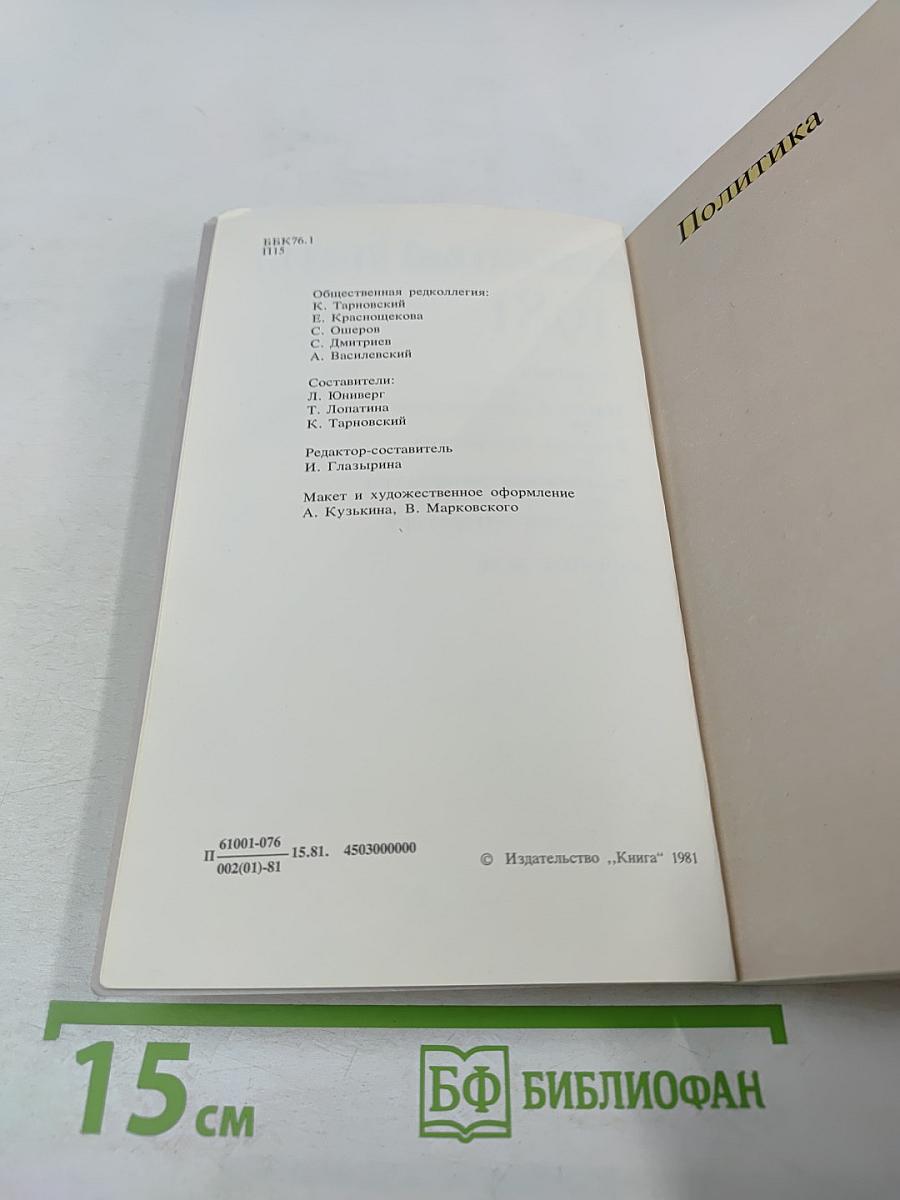 ББК76.1
П15
Общественная редколлегия:
К. Тарновский
Е. Краснощекова
С. Ошеров
С. Дмитриев
А. Василевский
Составители:
Л. Юниверг
Т. Лопатина
К. Тарновский
Редактор-составитель
И. Глазырина
Макет и художественное оформление
А. Кузькина, В. Марковского
П 61001-076
002(01)-81
15.81. 4503000000
© Издательство ,,Книга“ 1981
Политика
15 см
БФ БИБЛИОФАН